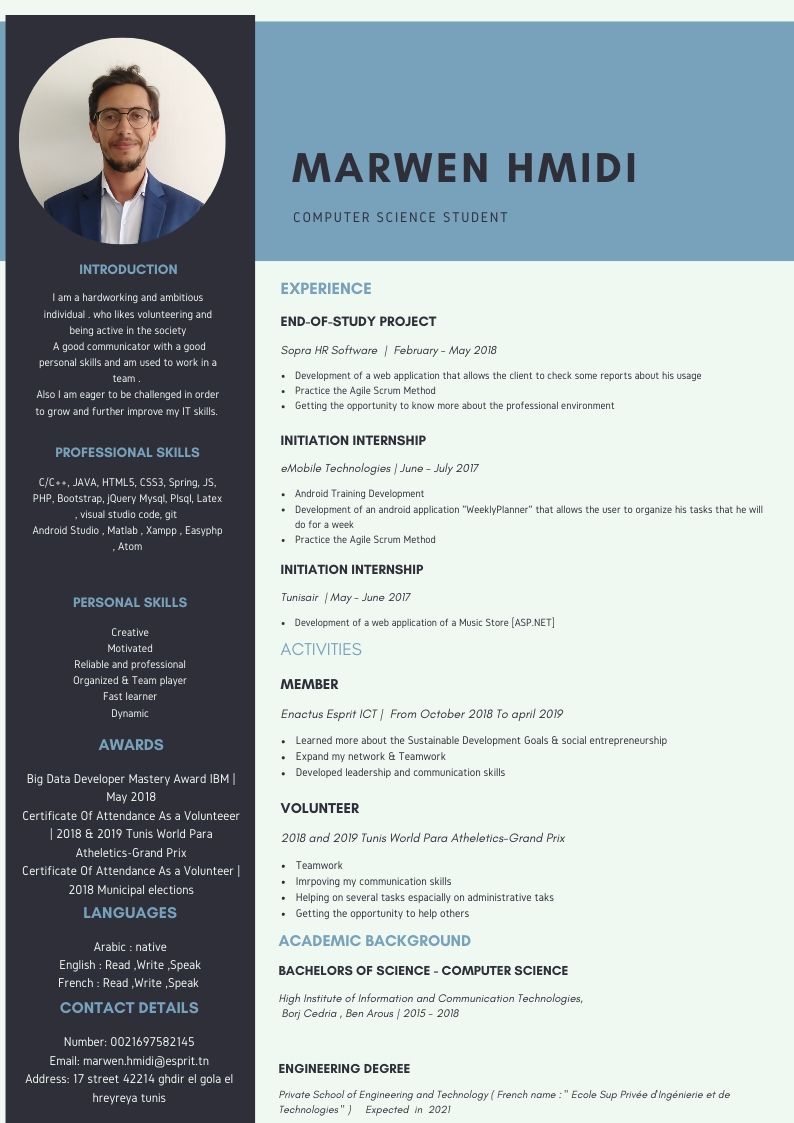 MARWEN HMIDI
COMPUTER SCIENCE STUDENT
INTRODUCTION
I am a hardworking and ambitious
individual . who likes volunteering and
being active in the society
A good communicator with a good
personal skills and am used to work in a
team .
Also I am eager to be challenged in order
to grow and further improve my IT skills.
PROFESSIONAL SKILLS
C/C++, JAVA, HTML5, CSS3, Spring, JS,
PHP, Bootstrap, jQuery Mysql, Plsql, Latex
, visual studio code, git
Android Studio , Matlab , Xampp , Easyphp
, Atom
PERSONAL SKILLS
Creative
Motivated
Reliable and professional
Organized & Team player
Fast learner
Dynamic
AWARDS
Big Data Developer Mastery Award IBM |
May 2018
Certificate Of Attendance As a Volunteeer
| 2018 & 2019 Tunis World Para
Atheletics-Grand Prix
Certificate Of Attendance As a Volunteer |
2018 Municipal elections
LANGUAGES
Arabic : native
English : Read ,Write ,Speak
French : Read ,Write ,Speak
CONTACT DETAILS
Number: 0021697582145
Email: marwen.hmidi@esprit.tn
Address: 17 street 42214 ghdir el gola el
hreyreya tunis
EXPERIENCE
END-OF-STUDY PROJECT
Sopra HR Software | February - May 2018
• Development of a web application that allows the client to check some reports about his usage
• Practice the Agile Scrum Method
• Getting the opportunity to know more about the professional environment
INITIATION INTERNSHIP
eMobile Technologies | June - July 2017
• Android Training Development
• Development of an android application "WeeklyPlanner" that allows the user to organize his tasks that he will
do for a week
• Practice the Agile Scrum Method
INITIATION INTERNSHIP
Tunisair | May - June 2017
• Development of a web application of a Music Store [ASP.NET]
ACTIVITIES
MEMBER
Enactus Esprit ICT | From October 2018 To april 2019
• Learned more about the Sustainable Development Goals & social entrepreneurship
• Expand my network & Teamwork
• Developed leadership and communication skills
VOLUNTEER
2018 and 2019 Tunis World Para Atheletics-Grand Prix
• Teamwork
• Imrpoving my communication skills
• Helping on several tasks espacially on administrative taks
• Getting the opportunity to help others
ACADEMIC BACKGROUND
BACHELORS OF SCIENCE - COMPUTER SCIENCE
High Institute of Information and Communication Technologies,
Borj Cedria , Ben Arous | 2015 - 2018
ENGINEERING DEGREE
Private School of Engineering and Technology ( French name : " Ecole Sup Privée d'Ingénierie et de
Technologies" ) Expected in 2021